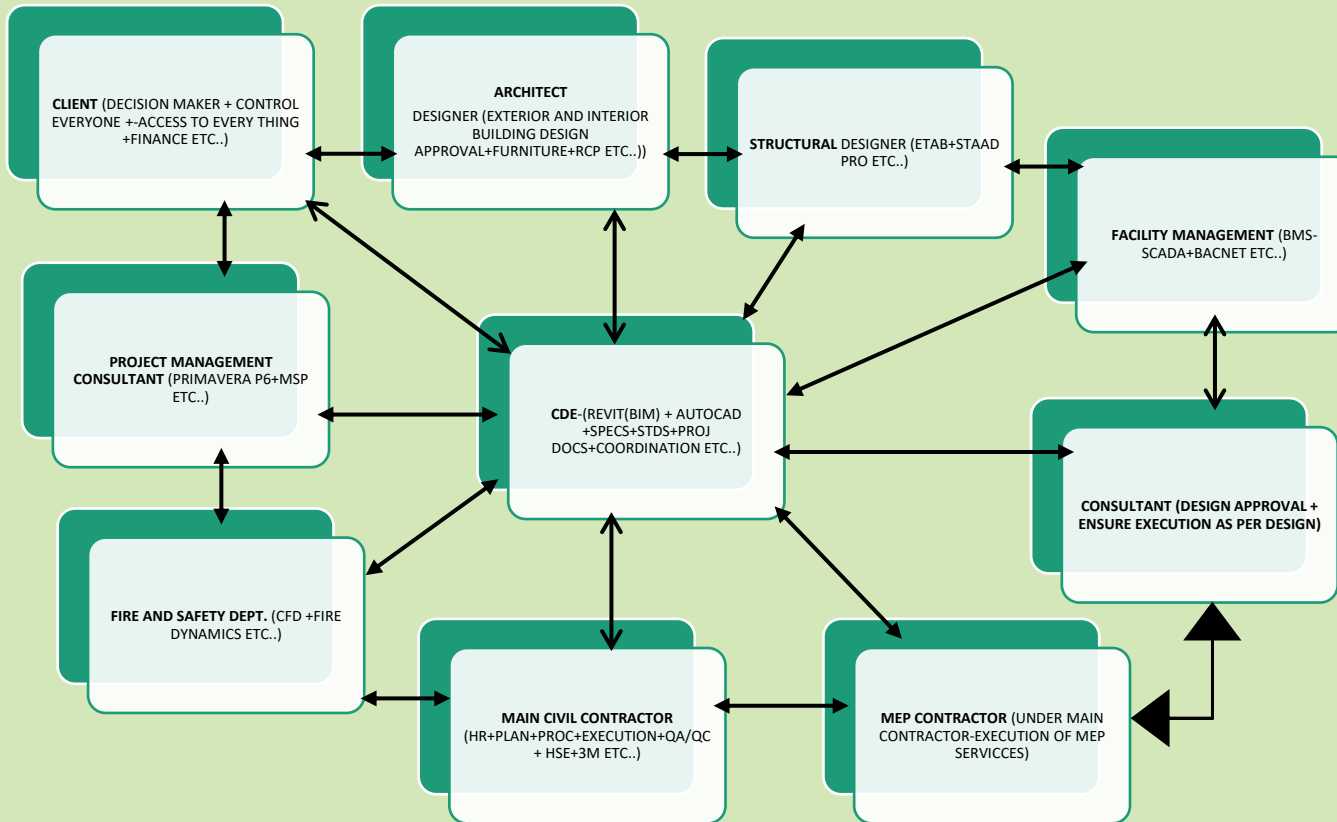 CLIENT (DECISION MAKER + CONTROL
EVERYONE +-ACCESS TO EVERY THING
+FINANCE ETC..)
ARCHITECT
DESIGNER (EXTERIOR AND INTERIOR
BUILDING DESIGN
APPROVAL+FURNITURE+RCP ETC..))
STRUCTURAL DESIGNER (ETAB+STAAD
PRO ETC..)
FACILITY MANAGEMENT (BMS-
SCADA+BACNET ETC..)
PROJECT MANAGEMENT
CONSULTANT (PRIMAVERA P6+MSP
ETC..)
CDE-(REVIT(BIM) + AUTOCAD
+SPECS+STDS+PROJ
DOCS+COORDINATION ETC..)
CONSULTANT (DESIGN APPROVAL +
ENSURE EXECUTION AS PER DESIGN)
FIRE AND SAFETY DEPT. (CFD +FIRE
DYNAMICS ETC..)
MAIN CIVIL CONTRACTOR
(HR+PLAN+PROC+EXECUTION+QA/QC
+ HSE+3M ETC..)
MEP CONTRACTOR (UNDER MAIN
CONTRACTOR-EXECUTION OF MEP
SERVICCES)